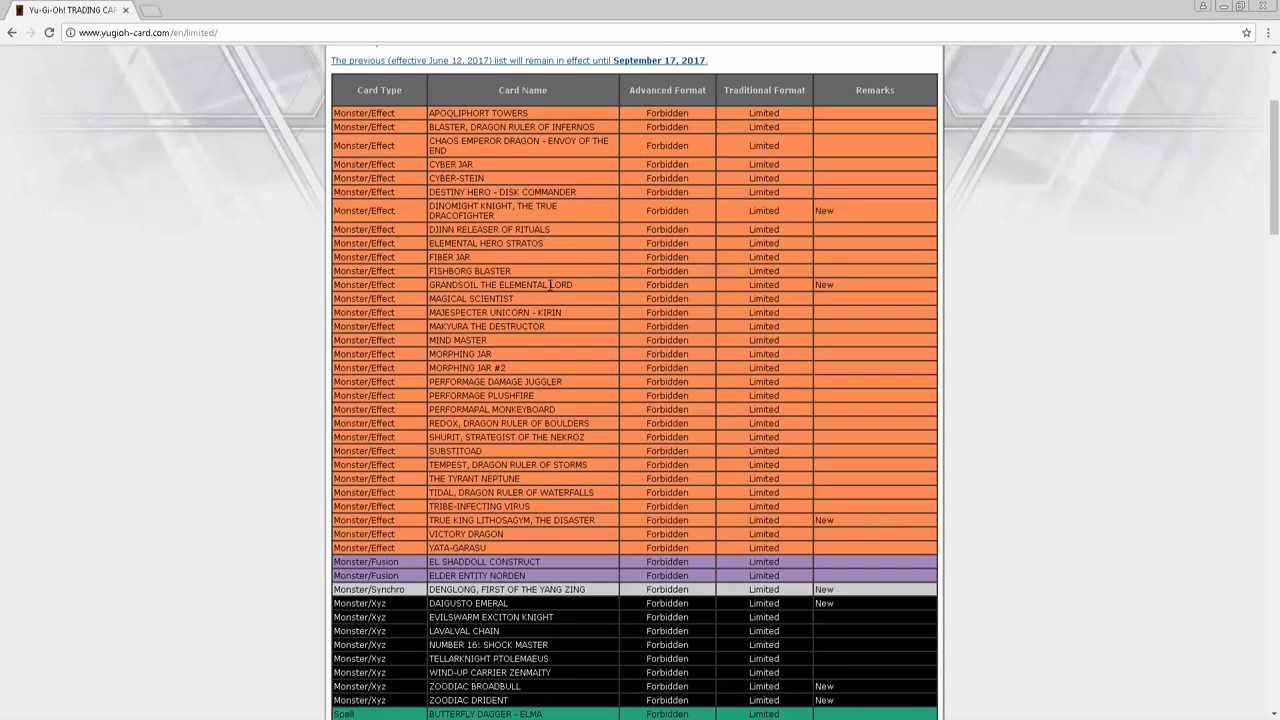 Yu-Gi-Oh! TRADING CAR
www.yugioh-card.com/en/limited/
The previous (effective June 12, 2017) list will remain in effect until September 17, 2017.
Card Type Card Name Advanced Format Traditional Format Remarks
Monster/Effect APOQLIPHORT TOWERS Forbidden Limited
Monster/Effect BLASTER, DRAGON RULER OF INFERNOS Forbidden Limited
Monster/Effect CHAOS EMPEROR DRAGON - ENVOY OF THE
END Forbidden Limited
Monster/Effect CYBER JAR Forbidden Limited
Monster/Effect CYBER-STEIN Forbidden Limited
Monster/Effect DESTINY HERO - DISK COMMANDER Forbidden Limited
Monster/Effect DINOMIGHT KNIGHT, THE TRUE
DRACOFIGHTER Forbidden Limited New
Monster/Effect DJINN RELEASER OF RITUALS Forbidden Limited
Monster/Effect ELEMENTAL HERO STRATOS Forbidden Limited
Monster/Effect FIBER JAR Forbidden Limited
Monster/Effect FISHBORG BLASTER Forbidden Limited
Monster/Effect GRANDSOIL THE ELEMENTAL LORD Forbidden Limited New
Monster/Effect MAGICAL SCIENTIST Forbidden Limited
Monster/Effect MAJESPECTER UNICORN - KIRIN Forbidden Limited
Monster/Effect MAKYURA THE DESTRUCTOR Forbidden Limited
Monster/Effect MIND MASTER Forbidden Limited
Monster/Effect MORPHING JAR Forbidden Limited
Monster/Effect MORPHING JAR #2 Forbidden Limited
Monster/Effect PERFORMAGE DAMAGE JUGGLER Forbidden Limited
Monster/Effect PERFORMAGE PLUSHFIRE Forbidden Limited
Monster/Effect PERFORMAPAL MONKEYBOARD Forbidden Limited
Monster/Effect REDOX, DRAGON RULER OF BOULDERS Forbidden Limited
Monster/Effect SHURIT, STRATEGIST OF THE NEKROZ Forbidden Limited
Monster/Effect SUBSTITOAD Forbidden Limited
Monster/Effect TEMPEST, DRAGON RULER OF STORMS Forbidden Limited
Monster/Effect THE TYRANT NEPTUNE Forbidden Limited
Monster/Effect TIDAL, DRAGON RULER OF WATERFALLS Forbidden Limited
Monster/Effect TRIBE-INFECTING VIRUS Forbidden Limited
Monster/Effect TRUE KING LITHOSAGYM, THE DISASTER Forbidden Limited New
Monster/Effect VICTORY DRAGON Forbidden Limited
Monster/Effect YATA-GARASU Forbidden Limited
Monster/Fusion EL SHADDOLL CONSTRUCT Forbidden Limited
Monster/Fusion ELDER ENTITY NORDEN Forbidden Limited
Monster/Synchro DENGLONG, FIRST OF THE YANG ZING Forbidden Limited New
Monster/Xyz DAIGUSTO EMERAL Forbidden Limited New
Monster/Xyz EVILSWARM EXCITON KNIGHT Forbidden Limited
Monster/Xyz LAVALVAL CHAIN Forbidden Limited
Monster/Xyz NUMBER 16: SHOCK MASTER Forbidden Limited
Monster/Xyz TELLARKNIGHT PTOLEMAEUS Forbidden Limited
Monster/Xyz WIND-UP CARRIER ZENMAITY Forbidden Limited
Monster/Xyz ZOODIAC BROADBULL Forbidden Limited New
Monster/Xyz ZOODIAC DRIDENT Forbidden Limited New
Spell BUTTERFLY DAGGER - ELMA Forbidden Limited